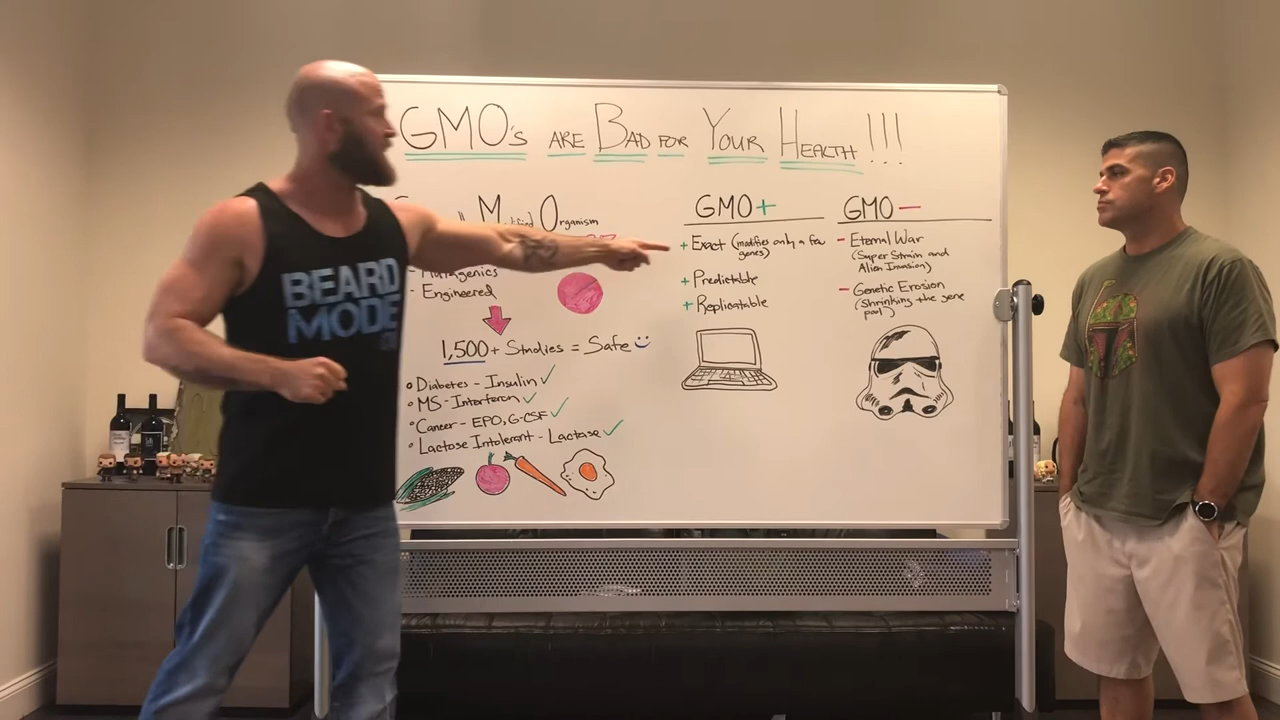 GMO's ARE BAD FOR YOUR HEALTH!!!
Modified Organism
- Mutagenics
- Engineered
1,500+ Studies = Safe
Diabetes - Insulin ✓
MS - Interferon ✓
Cancer - EPO, G-CSF ✓
Lactose Intolerant - Lactase ✓
GMO+
+ Exact (modifies only a few
genes)
+ Predictable
+ Replicatable
GMO-
- Eternal War
(Super Strain and
Alien Invasion)
- Genetic Erosion
(Shrinking the gene
pool)
BEARD
MODE